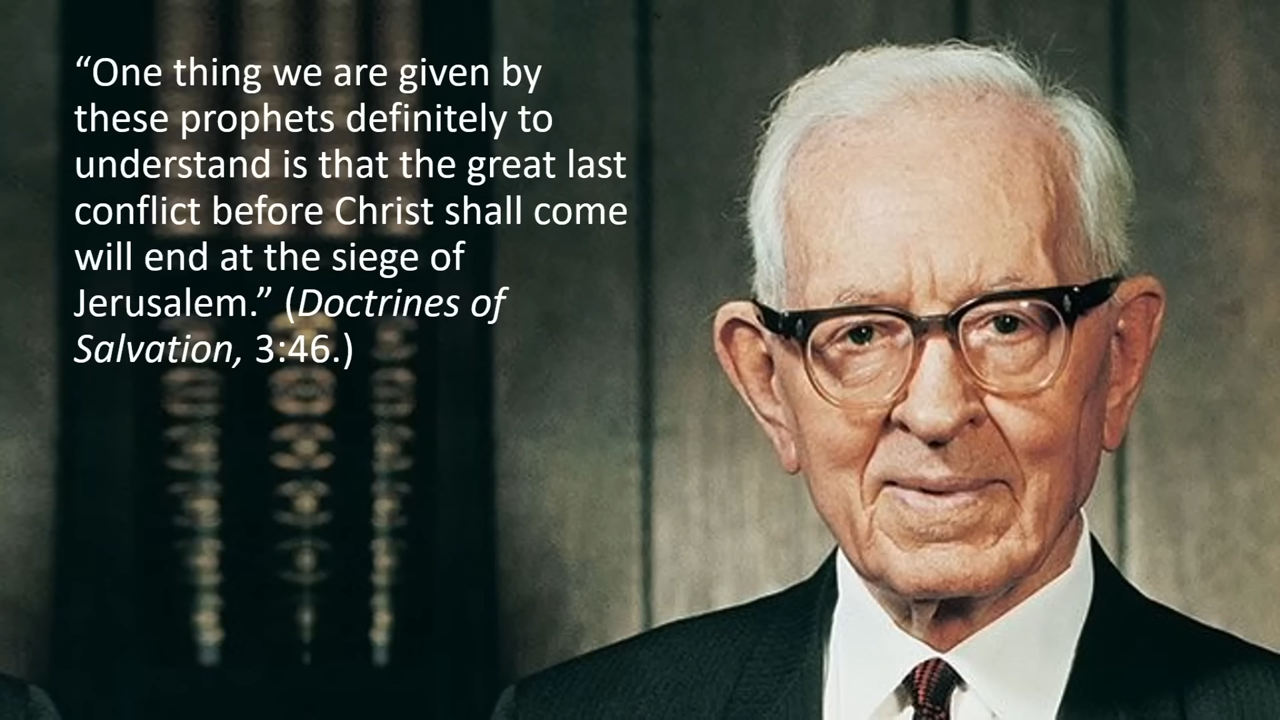 “One thing we are given by
these prophets definitely to
understand is that the great last
conflict before Christ shall come
will end at the siege of
Jerusalem.” (Doctrines of
Salvation, 3:46.)